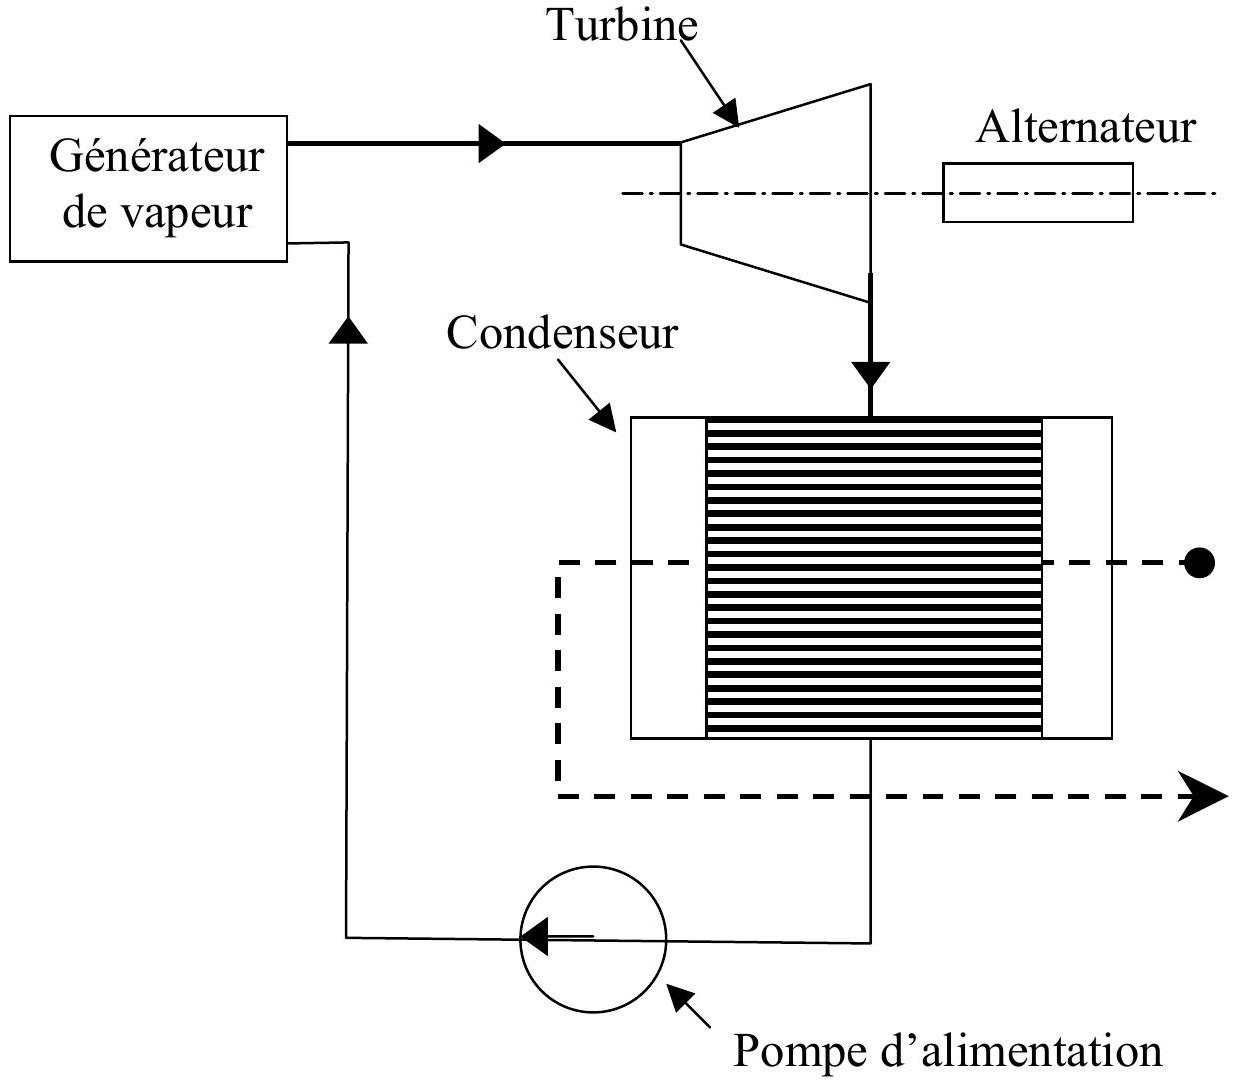 Turbine
Alternateur
Générateur
de vapeur
Condenseur
Pompe d’alimentation